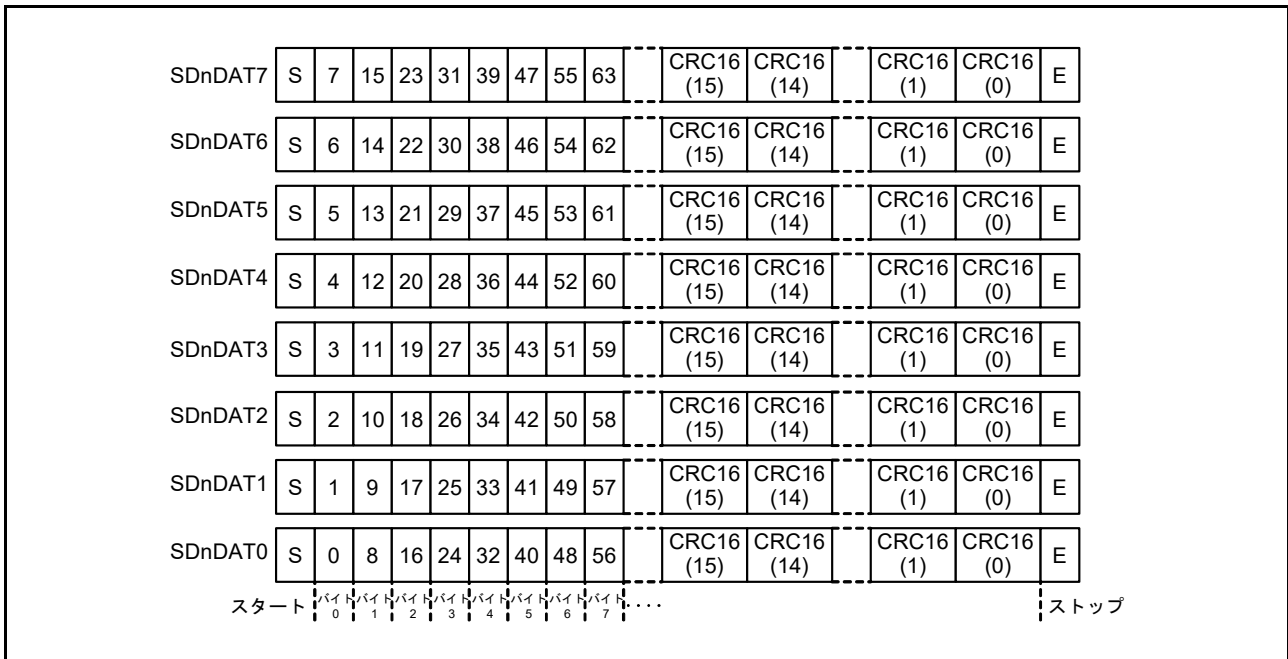 SDnDAT7 S 7 15 23 31 39 47 55 63 CRC16 (15) CRC16 (14) CRC16 (1) CRC16 (0) E
SDnDAT6 S 6 14 22 30 38 46 54 62 CRC16 (15) CRC16 (14) CRC16 (1) CRC16 (0) E
SDnDAT5 S 5 13 21 29 37 45 53 61 CRC16 (15) CRC16 (14) CRC16 (1) CRC16 (0) E
SDnDAT4 S 4 12 20 28 36 44 52 60 CRC16 (15) CRC16 (14) CRC16 (1) CRC16 (0) E
SDnDAT3 S 3 11 19 27 35 43 51 59 CRC16 (15) CRC16 (14) CRC16 (1) CRC16 (0) E
SDnDAT2 S 2 10 18 26 34 42 50 58 CRC16 (15) CRC16 (14) CRC16 (1) CRC16 (0) E
SDnDAT1 S 1 9 17 25 33 41 49 57 CRC16 (15) CRC16 (14) CRC16 (1) CRC16 (0) E
SDnDAT0 S 0 8 16 24 32 40 48 56 CRC16 (15) CRC16 (14) CRC16 (1) CRC16 (0) E
スタート バイト0 バイト1 バイト2 バイト3 バイト4 バイト5 バイト6 バイト7 ・・・・ ストップ